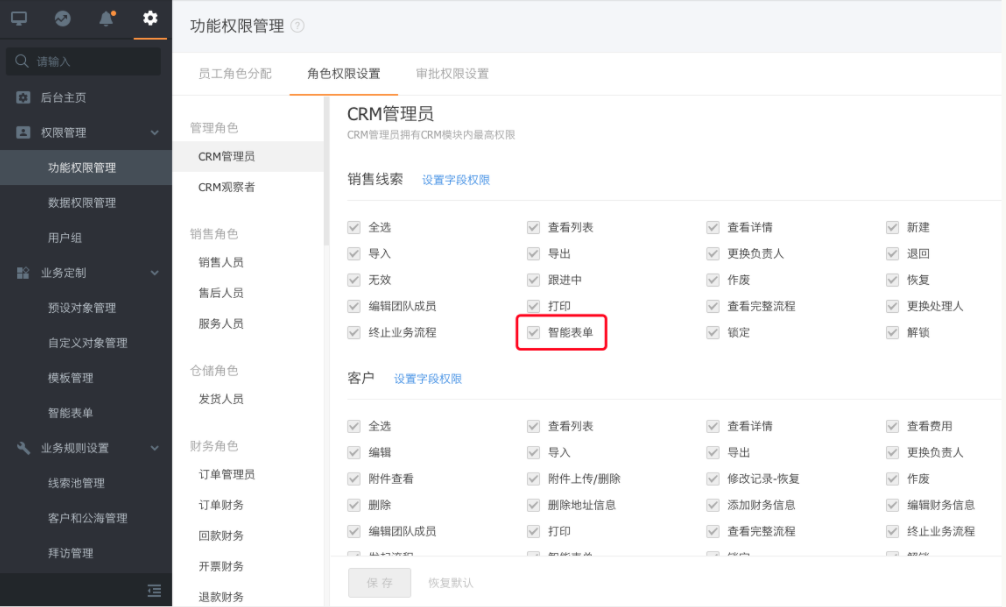 功能权限管理
请输入
员工角色分配 角色权限设置 审批权限设置
后台主页
权限管理
功能权限管理
数据权限管理
用户组
业务定制
预设对象管理
自定义对象管理
模板管理
智能表单
业务规则设置
线索池管理
客户和公海管理
拜访管理
管理角色
CRM管理员
CRM观察者
销售角色
销售人员
售后人员
服务人员
仓储角色
发货人员
财务角色
订单管理员
订单财务
回款财务
开票财务
退款财务
CRM管理员
CRM管理员拥有CRM模块内最高权限
销售线索 设置字段权限
全选 查看列表 查看详情 新建
导入 导出 更换负责人 退回
无效 跟进中 作废 恢复
编辑团队成员 打印 查看完整流程 更换处理人
终止业务流程 智能表单 锁定 解锁
客户 设置字段权限
全选 查看列表 查看详情 查看费用
编辑 导入 导出 更换负责人
附件查看 附件上传/删除 修改记录-恢复 作废
删除 删除地址信息 添加财务信息 编辑财务信息
编辑团队成员 打印 查看完整流程 终止业务流程
保存 恢复默认